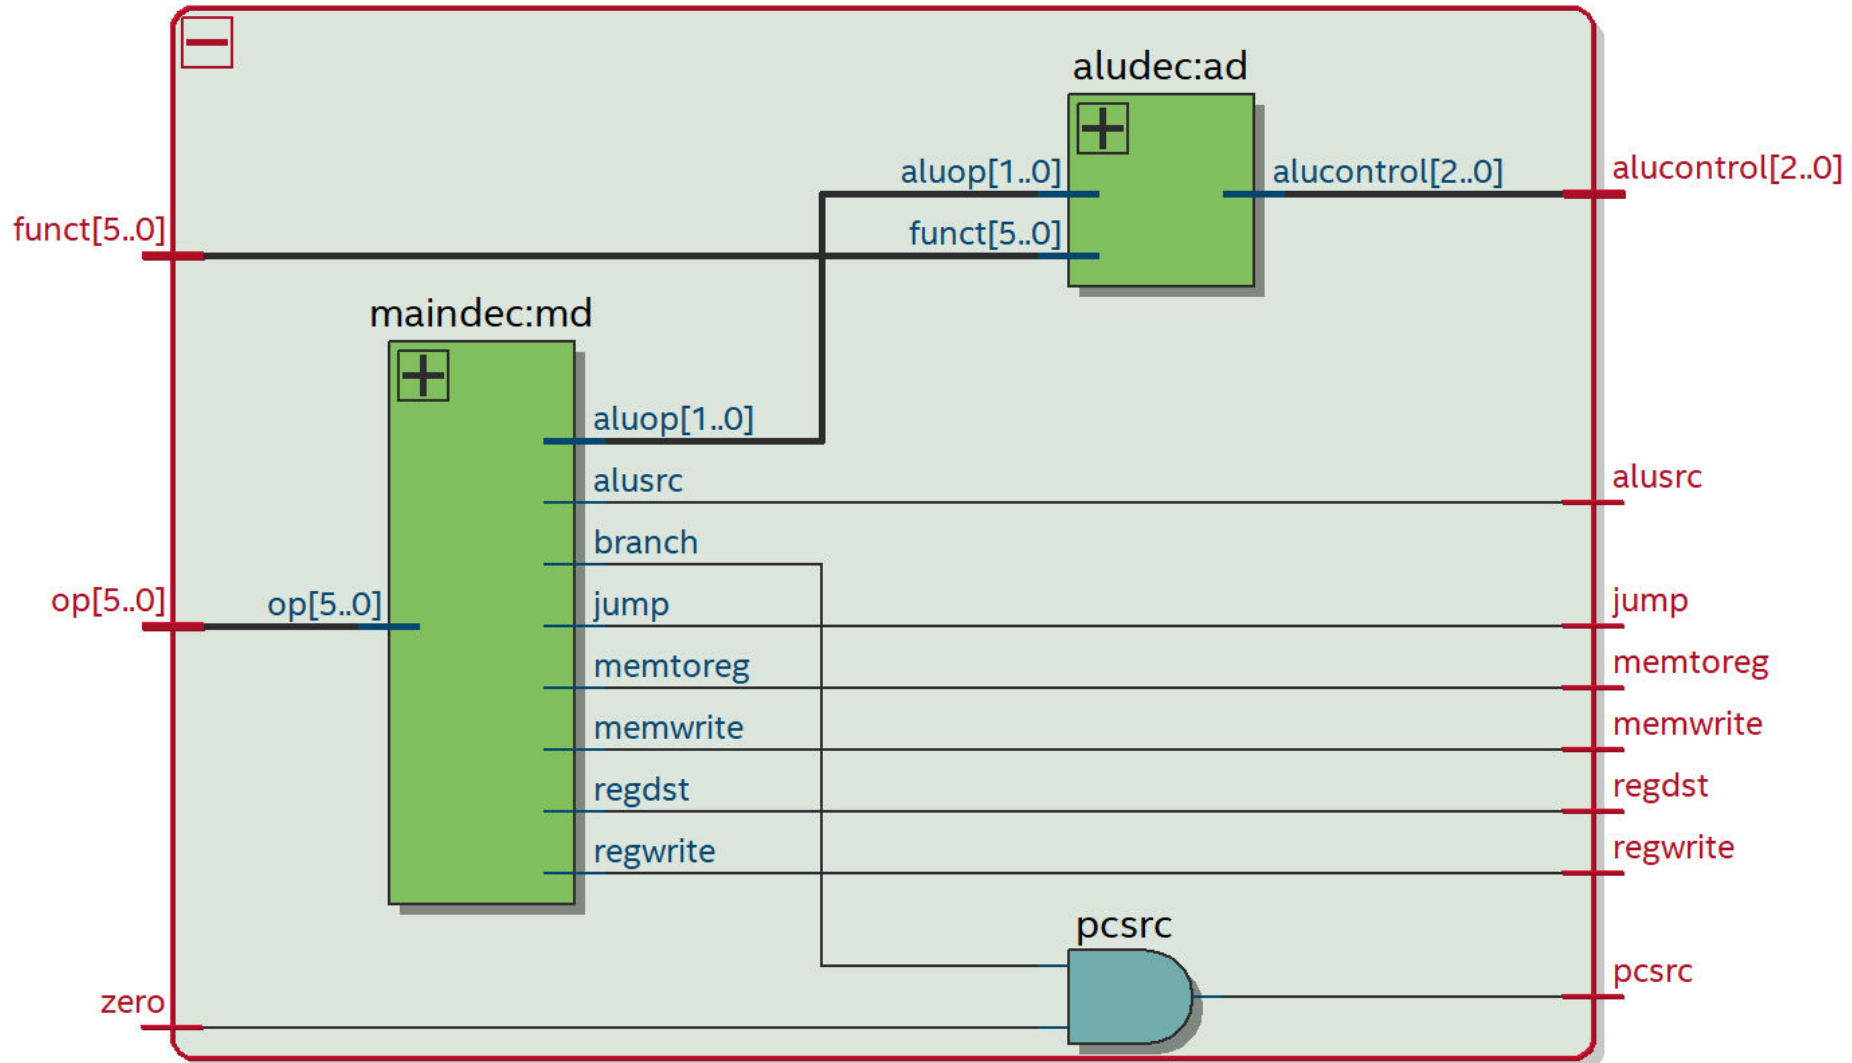 aludec:ad
aluop[1..0]
alucontrol[2..0]
alucontrol[2..0]
funct[5..0]
funct[5..0]
maindec:md
aluop[1..0]
alusrc
alusrc
branch
op[5..0]
op[5..0]
jump
jump
memtoreg
memtoreg
memwrite
memwrite
regdst
regdst
regwrite
regwrite
pcsrc
pcsrc
zero